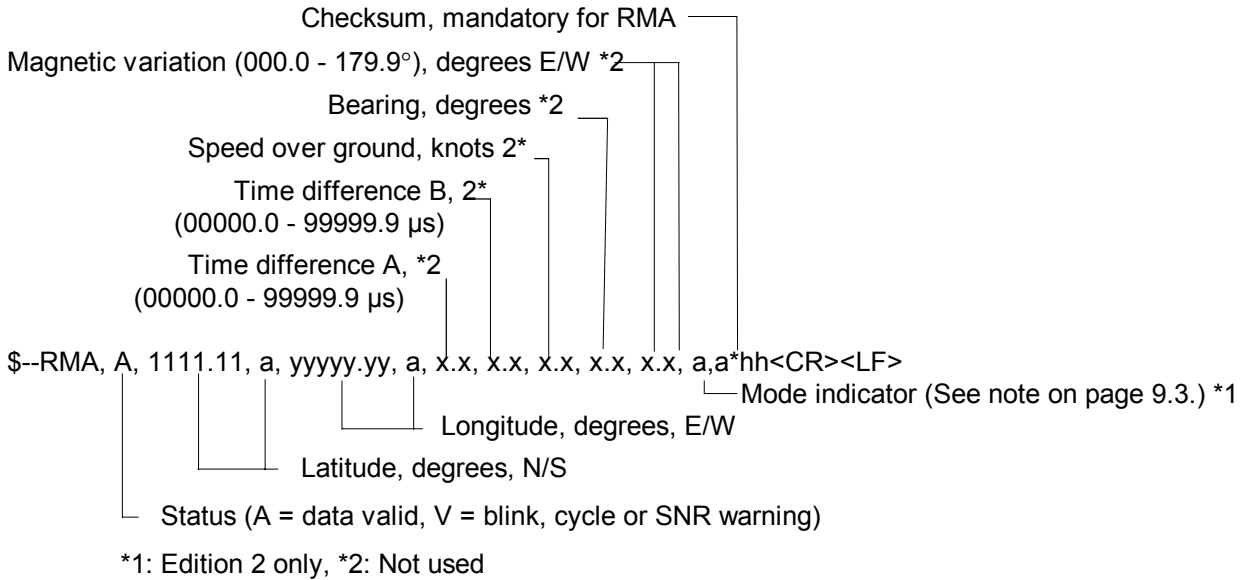 Checksum, mandatory for RMA
Magnetic variation (000.0 - 179.9°), degrees E/W *2
Bearing, degrees *2
Speed over ground, knots 2*
Time difference B, 2*
(00000.0 - 99999.9 µs)
Time difference A, *2
(00000.0 - 99999.9 µs)
$--RMA, A, 1111.11, a, yyyyy.yy, a, x.x, x.x, x.x, x.x, x.x, a,a*hh<CR><LF>
Mode indicator (See note on page 9.3.) *1
Longitude, degrees, E/W
Latitude, degrees, N/S
Status (A = data valid, V = blink, cycle or SNR warning)
*1: Edition 2 only, *2: Not used